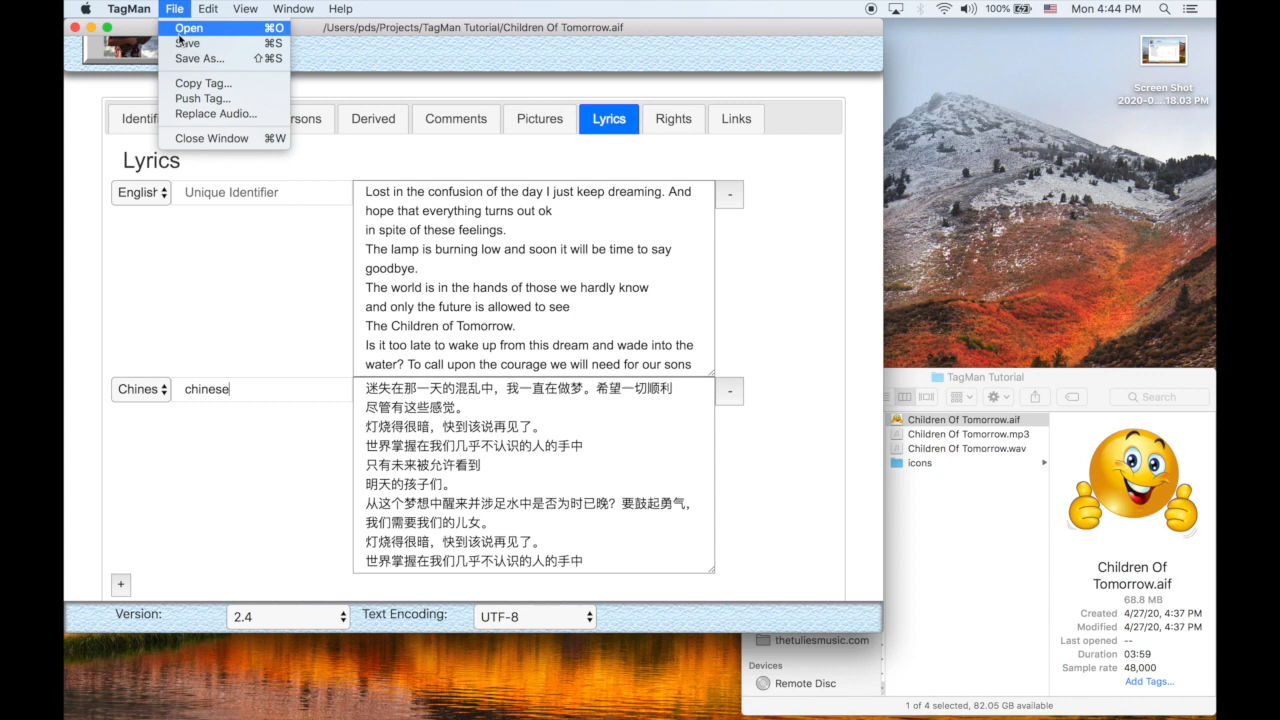 TagMan File Edit View Window Help 100% Mon 4:44 PM
/Users/pds/Projects/TagMan Tutorial/Children Of Tomorrow.aif
Open ⌘O
Save ⌘S
Save As... ⇧⌘S
Copy Tag...
Push Tag...
Replace Audio...
Close Window ⌘W
Screen Shot
2020-0....18.03 PM
Identifi
rsons
Derived
Comments
Pictures
Lyrics
Rights
Links
Lyrics
English
Unique Identifier
Lost in the confusion of the day I just keep dreaming. And
hope that everything turns out ok
in spite of these feelings.
The lamp is burning low and soon it will be time to say
goodbye.
The world is in the hands of those we hardly know
and only the future is allowed to see
The Children of Tomorrow.
Is it too late to wake up from this dream and wade into the
water? To call upon the courage we will need for our sons
-
Chines
chinese
迷失在那一天的混乱中，我一直在做梦。希望一切顺利
尽管有这些感觉。
灯烧得很暗，快到该说再见了。
世界掌握在我们几乎不认识的人的手中
只有未来被允许看到
明天的孩子们。
从这个梦想中醒来并涉足水中是否为时已晚？要鼓起勇气，
我们需要我们的儿女。
灯烧得很暗，快到该说再见了。
世界掌握在我们几乎不认识的人的手中
-
+
Version:
2.4
Text Encoding:
UTF-8
TagMan Tutorial
Search
Children Of Tomorrow.aif
Children Of Tomorrow.mp3
Children Of Tomorrow.wav
icons
Children Of
Tomorrow.aif
68.8 MB
Created 4/27/20, 4:37 PM
Modified 4/27/20, 4:37 PM
Last opened --
Duration 03:59
Sample rate 48,000
Add Tags...
thetuliesmusic.com
Devices
Remote Disc
1 of 4 selected, 82.05 GB available